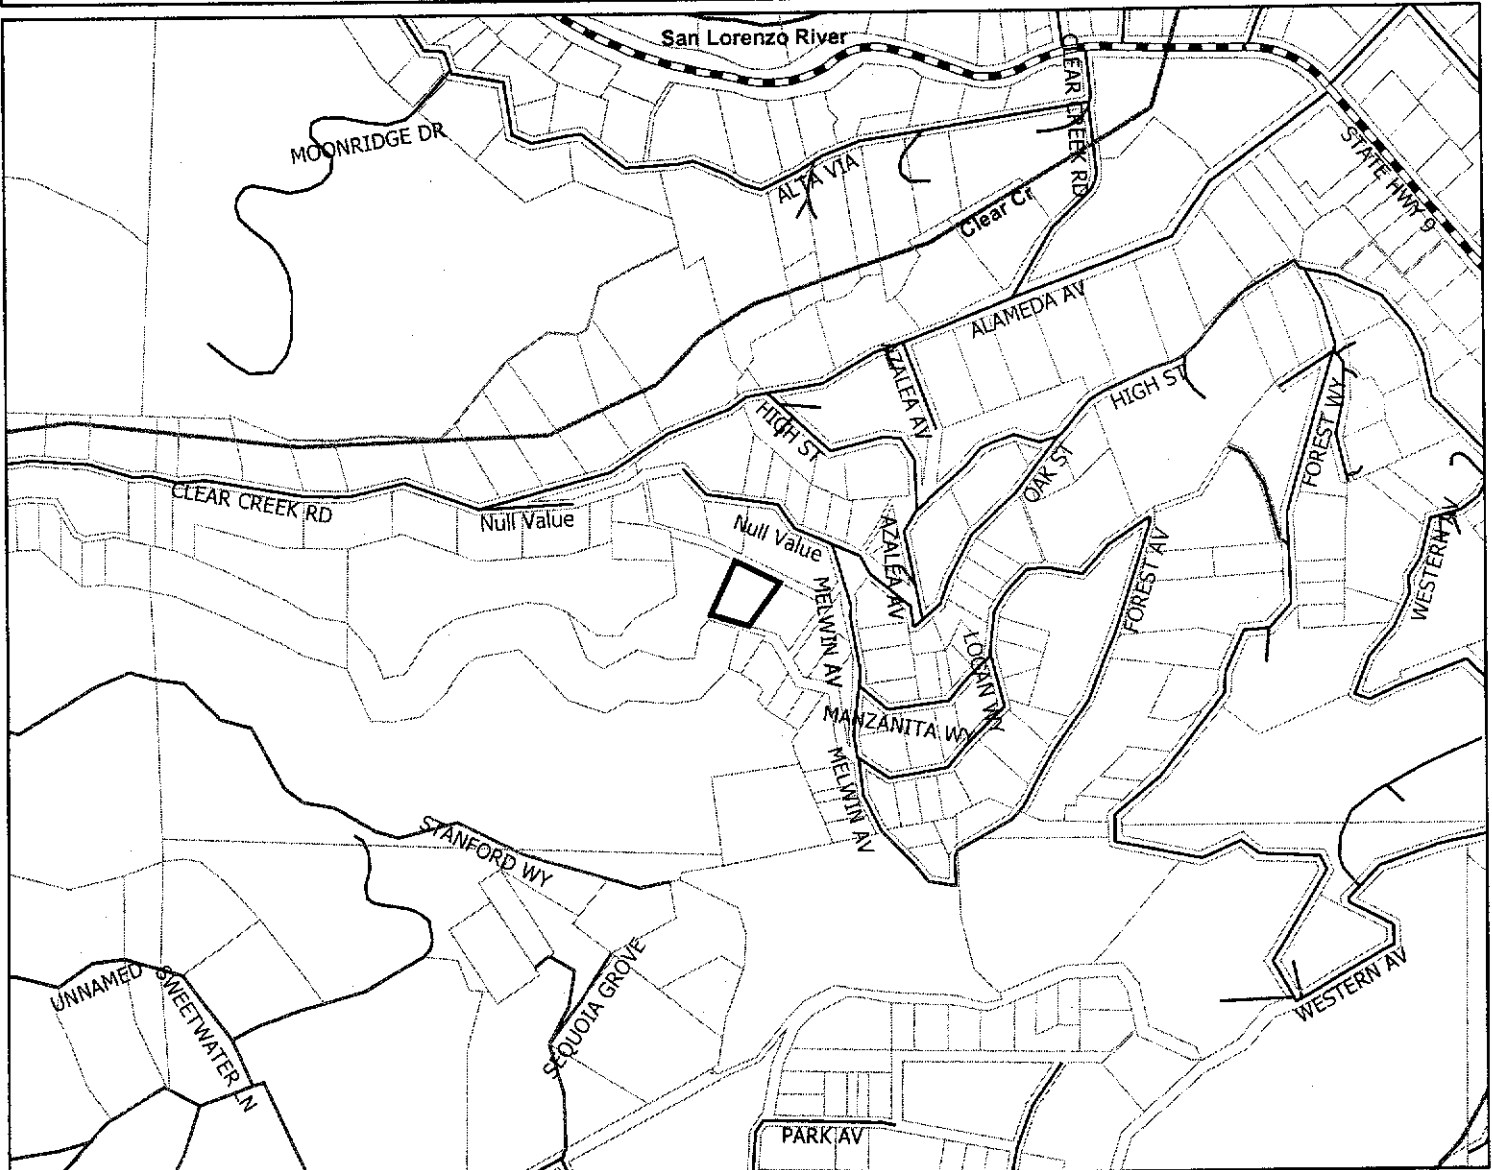 San Lorenzo River
CLEAR CREEK RD
MOONRIDGE DR
STATE HWY 9
ALTA VIA
Clear Cr
ALAMEDA AV
AZALEA AV
HIGH ST
HIGH ST
FOREST WY
OAK ST
CLEAR CREEK RD
Null Value
Null Value
AZALEA AV
FOREST AV
WESTERN AV
MELWIN AV
LOGAN WY
MANZANITA WY
MELWIN AV
STANFORD WY
UNNAMED
SWEETWATER LN
SEQUOIA GROVE
WESTERN AV
PARK AV